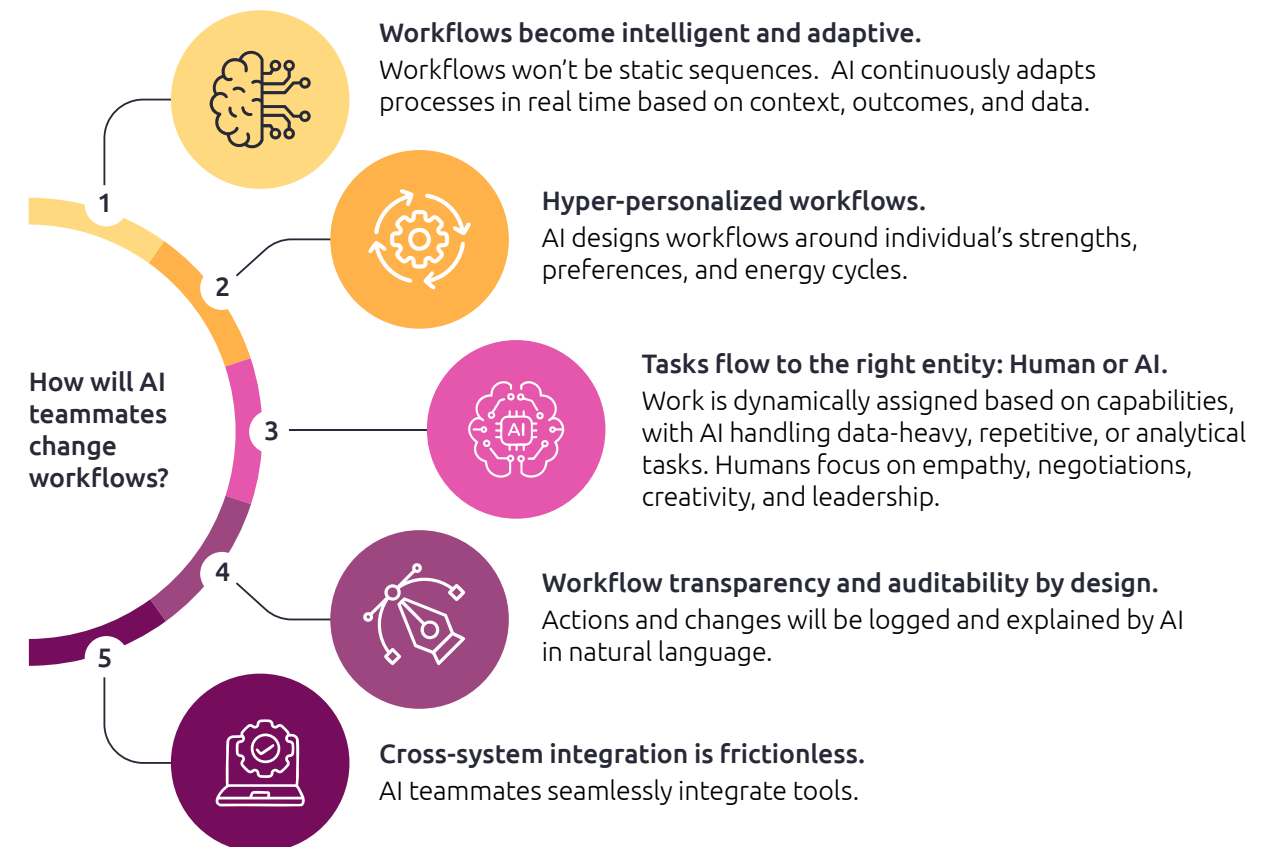 How will AI
teammates
change
workflows?
1
Workflows become intelligent and adaptive.
Workflows won’t be static sequences.  AI continuously adapts
processes in real time based on context, outcomes, and data.
2
Hyper-personalized workflows.
AI designs workflows around individual’s strengths,
preferences, and energy cycles.
3
AI
Tasks flow to the right entity: Human or AI.
Work is dynamically assigned based on capabilities,
with AI handling data-heavy, repetitive, or analytical
tasks. Humans focus on empathy, negotiations,
creativity, and leadership.
4
Workflow transparency and auditability by design.
Actions and changes will be logged and explained by AI
in natural language.
5
Cross-system integration is frictionless.
AI teammates seamlessly integrate tools.